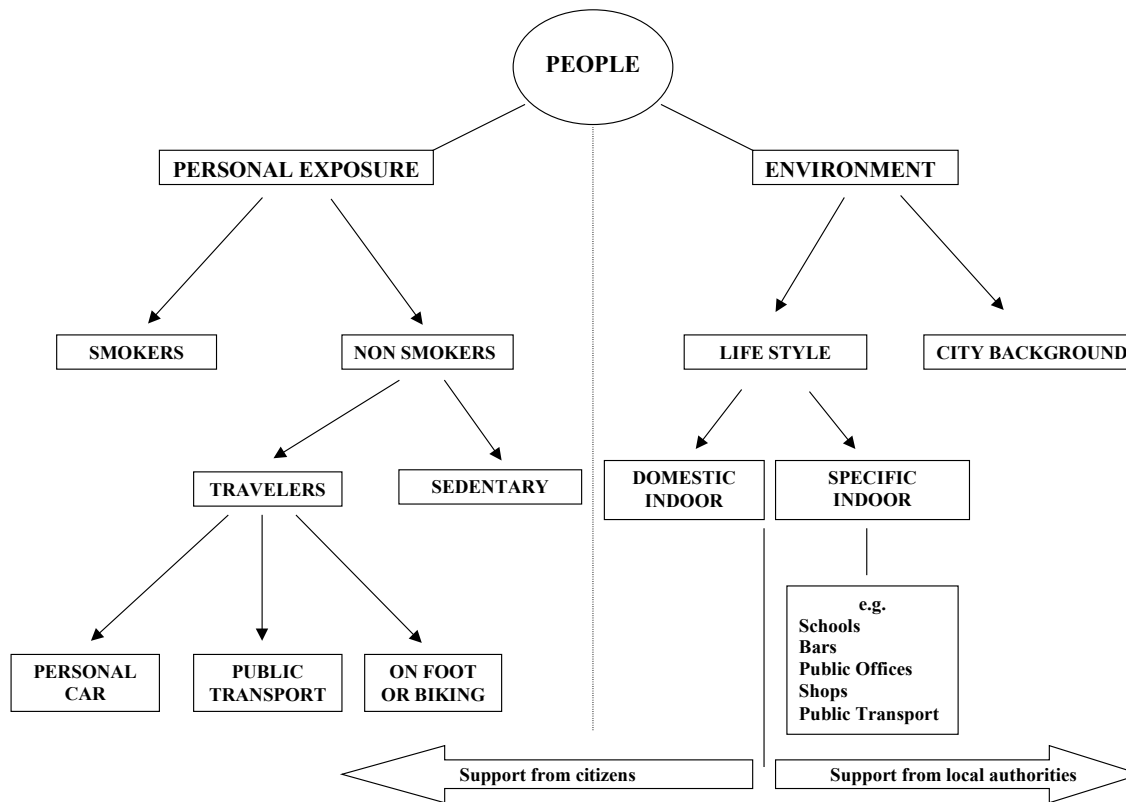 PEOPLE
PERSONAL EXPOSURE
ENVIRONMENT
SMOKERS
NON SMOKERS
LIFE STYLE
CITY BACKGROUND
TRAVELERS
SEDENTARY
DOMESTIC
INDOOR
SPECIFIC
INDOOR
PERSONAL
CAR
PUBLIC
TRANSPORT
ON FOOT
OR BIKING
e.g.
Schools
Bars
Public Offices
Shops
Public Transport
Support from citizens
Support from local authorities